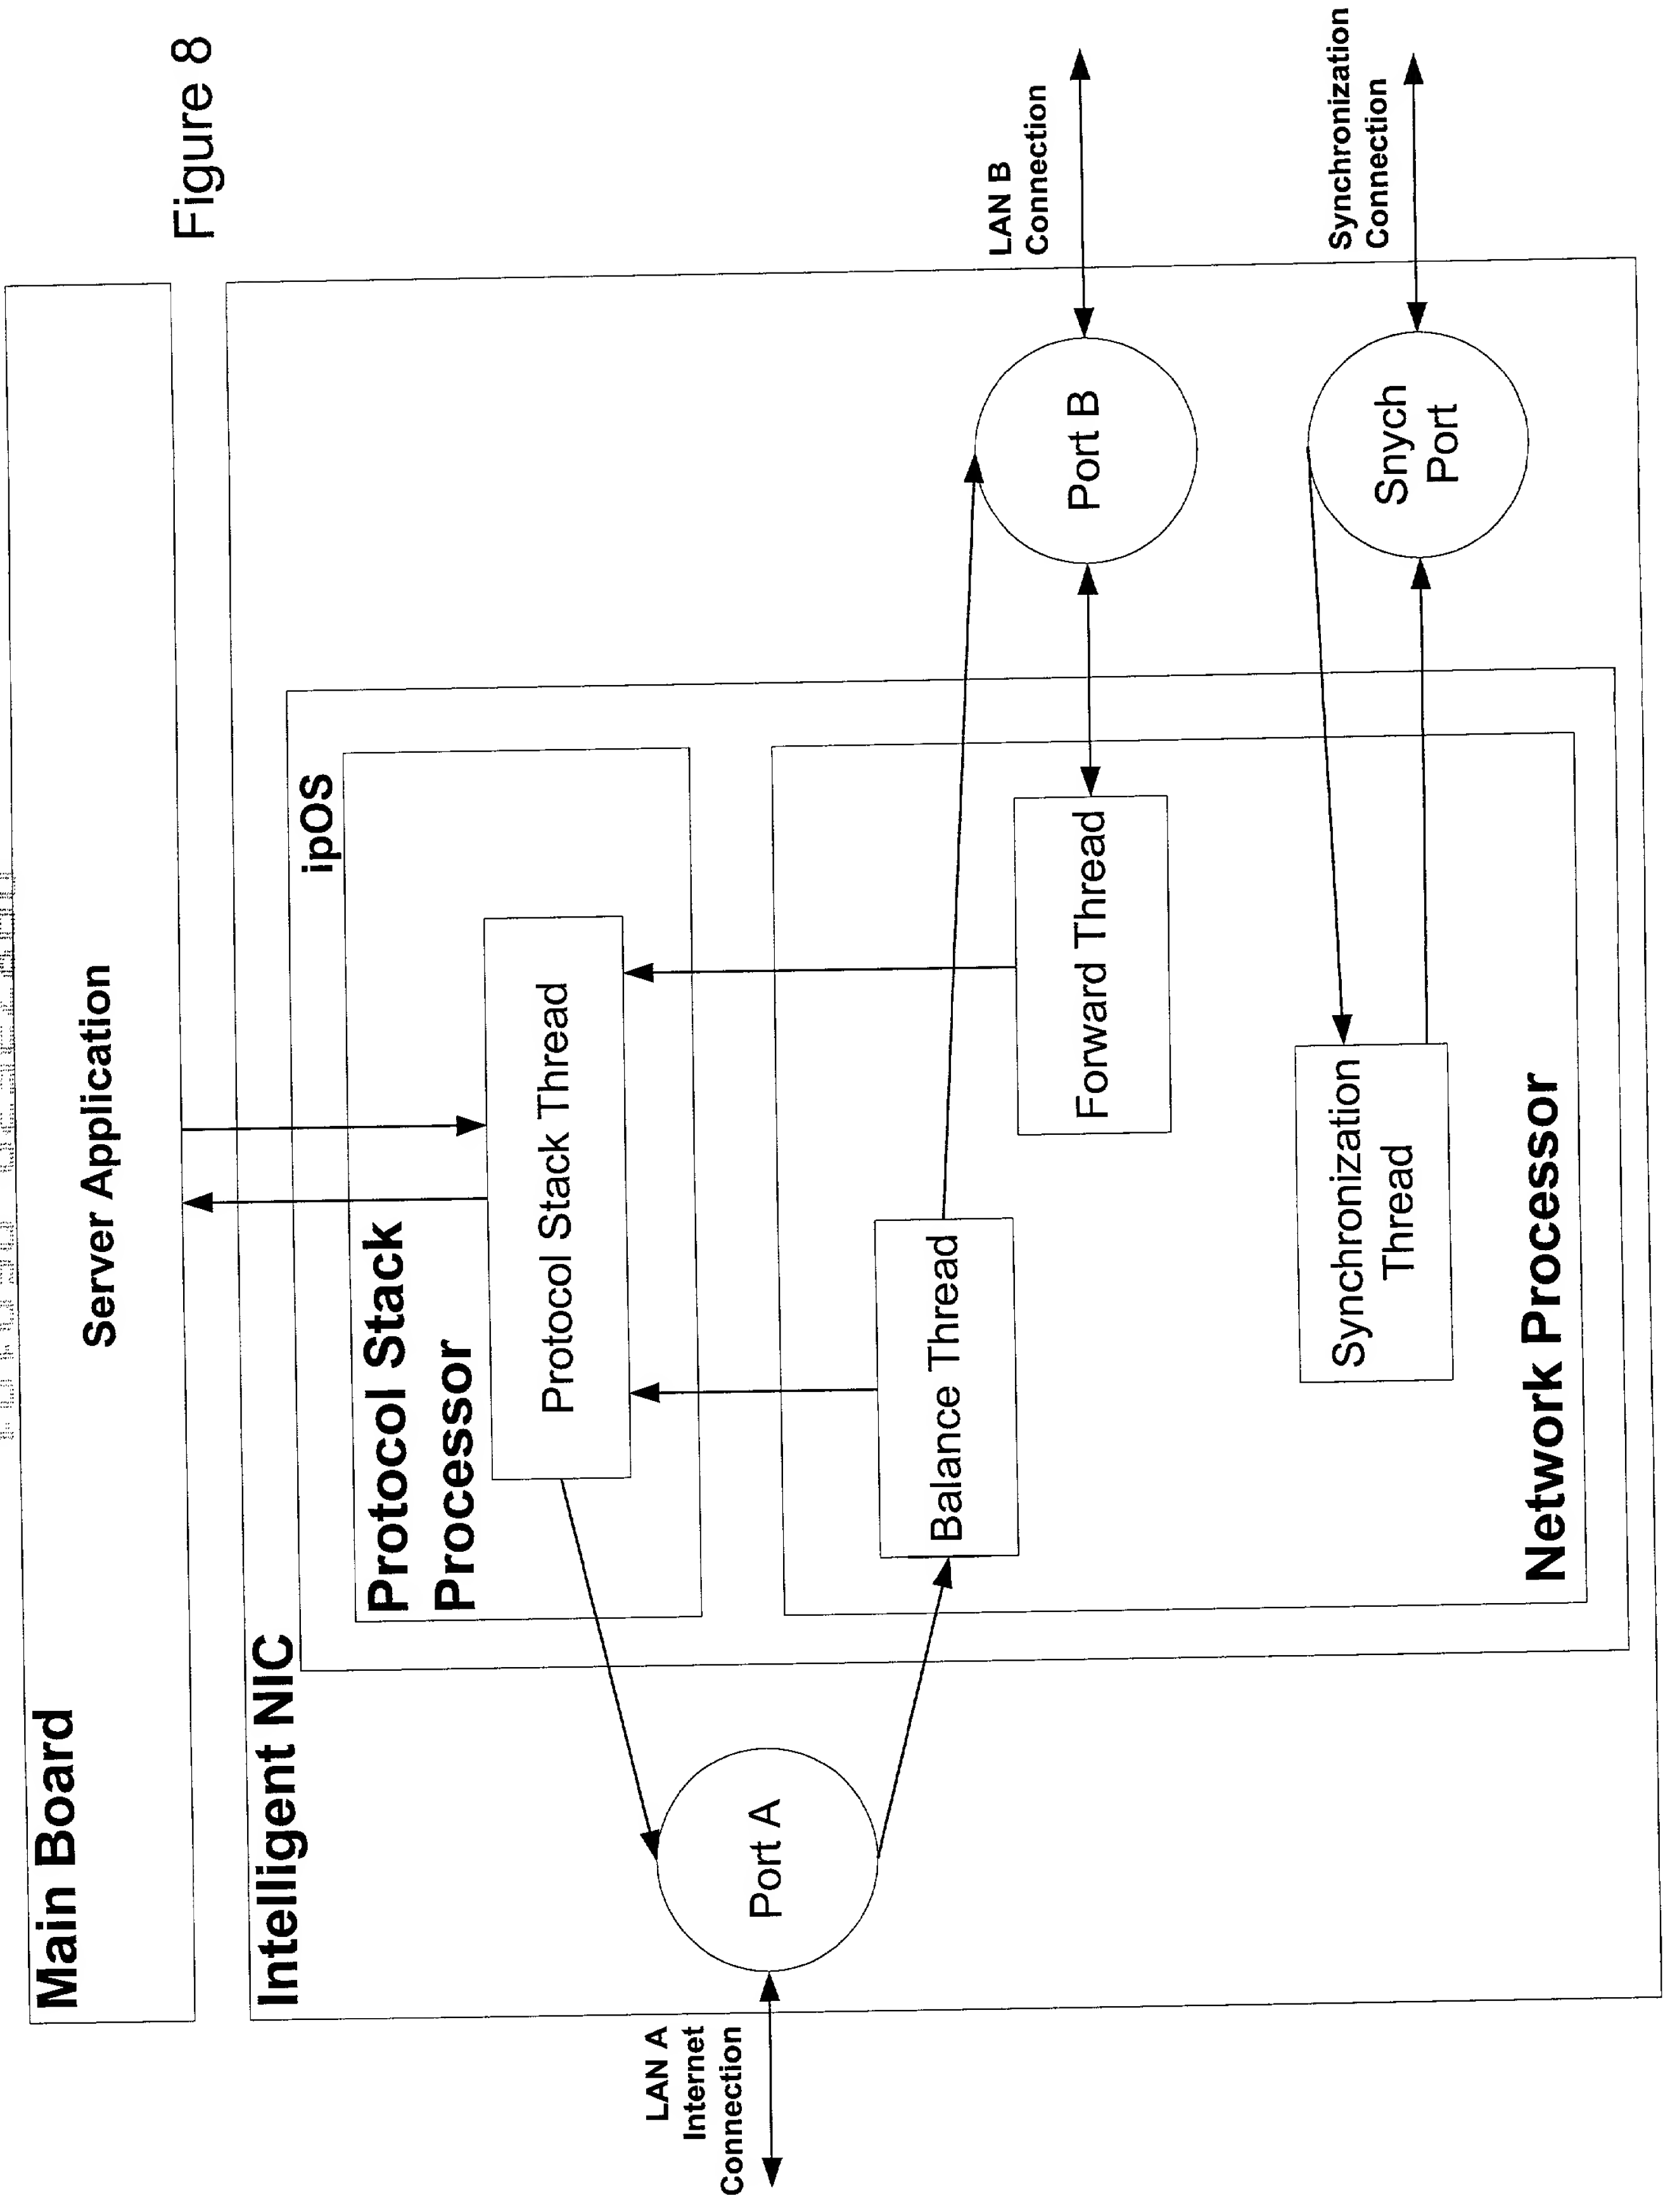 Figure 8
Main Board
Server Application
Intelligent NIC
ipOS
Protocol Stack
Processor
Protocol Stack Thread
LAN A
Internet
Connection
Port A
Balance Thread
Forward Thread
Port B
LAN B
Connection
Synchronization
Thread
Snych
Port
Synchronization
Connection
Network Processor